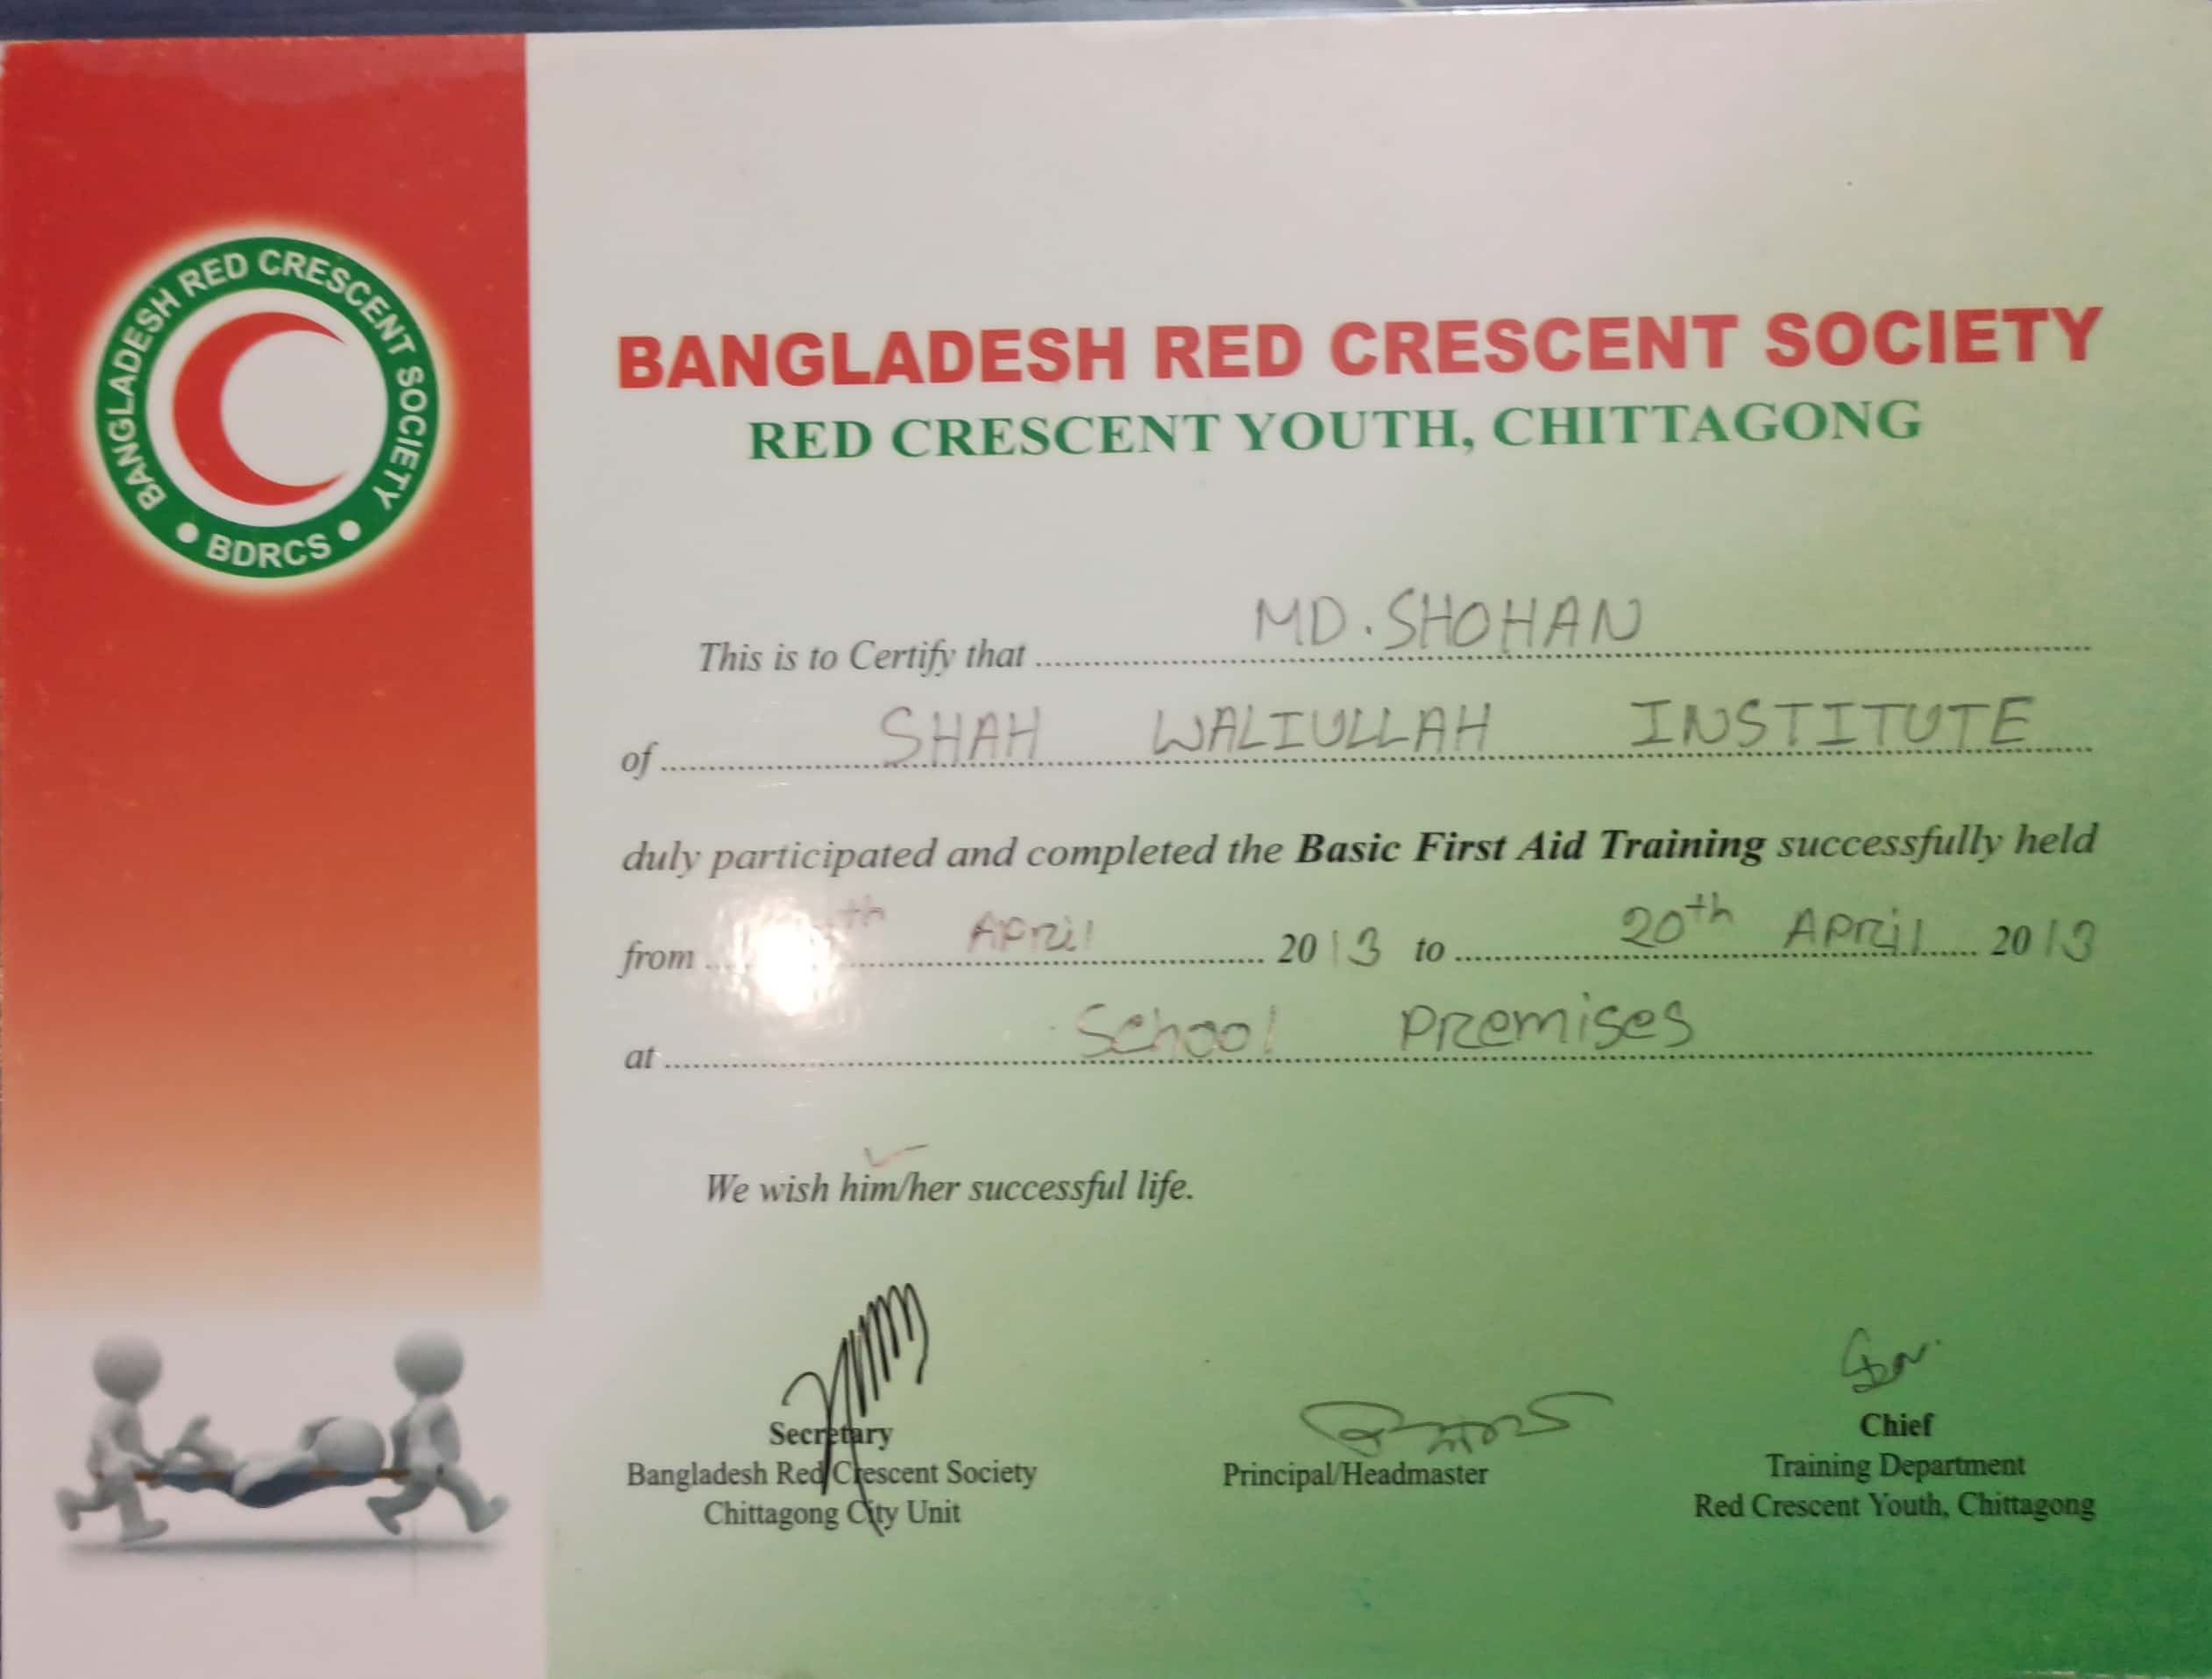 BANGLADESH RED CRESCENT SOCIETY
BDRCS
BANGLADESH RED CRESCENT SOCIETY
RED CRESCENT YOUTH, CHITTAGONG
This is to Certify that MD. SHOHAN
of SHAH WALIULLAH INSTITUTE
duly participated and completed the Basic First Aid Training successfully held
from th April 2013 to 20th April 2013
at School Premises
We wish him/her successful life.
Secretary
Bangladesh Red Crescent Society
Chittagong City Unit
Principal/Headmaster
Chief
Training Department
Red Crescent Youth, Chittagong